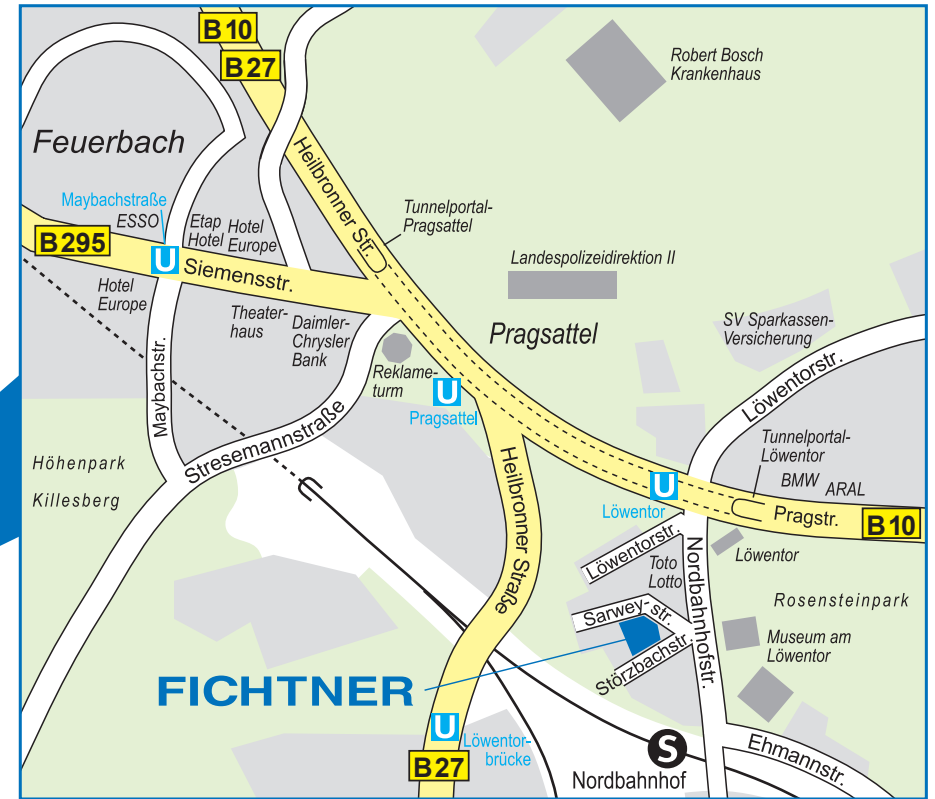 B10
B27
Robert Bosch
Krankenhaus
Feuerbach
Heilbronner Str.
Maybachstraße
ESSO
Etap
Hotel
Hotel
Europe
Tunnelportal-
Pragsattel
B295
U
Siemensstr.
Landespolizeidirektion II
Hotel
Europe
Theater-
haus
Daimler-
Chrysler
Bank
Pragsattel
SV Sparkassen-
Versicherung
Maybachstr.
Reklame-
turm
U
Pragsattel
Löwentorstr.
Stresemannstraße
Tunnelportal-
Löwentor
Höhenpark
Killesberg
Heilbronner Straße
U
Löwentor
BMW
ARAL
Pragstr.
B10
Löwentorstr.
Toto
Lotto
Nordbahnhofstr.
Löwentor
Rosensteinpark
Sarwey-str.
Museum am
Löwentor
Störzbachstr.
FICHTNER
U
Löwentor-
brücke
B27
S
Nordbahnhof
Ehmannstr.